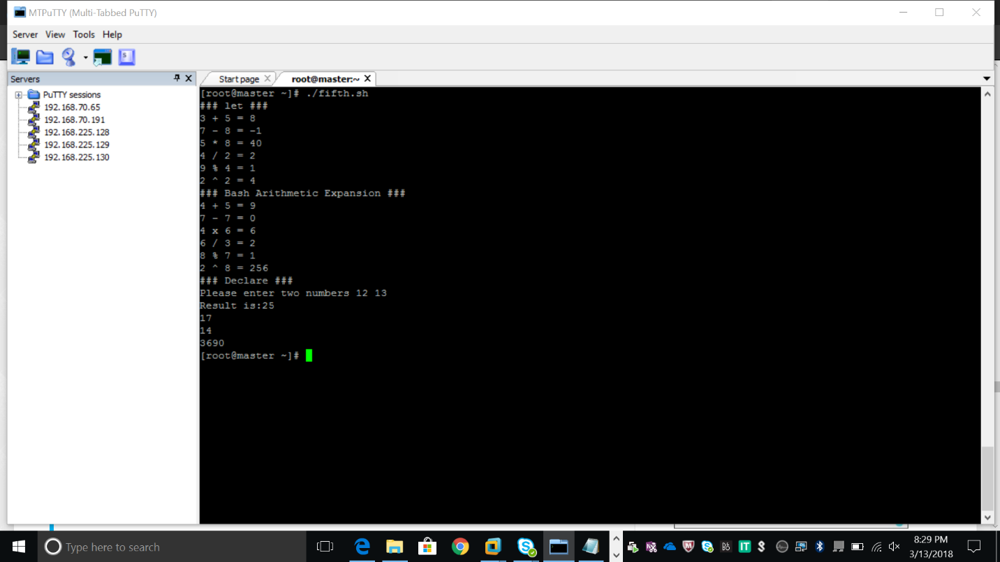 MTPuTTY (Multi-Tabbed PuTTY)
Server View Tools Help
Servers
Start page
root@master:~
PuTTY sessions
192.168.70.65
192.168.70.191
192.168.225.128
192.168.225.129
192.168.225.130
[root@master ~]# ./fifth.sh
### let ###
3 + 5 = 8
7 - 8 = -1
5 * 8 = 40
4 / 2 = 2
9 % 4 = 1
2 ^ 2 = 4
### Bash Arithmetic Expansion ###
4 + 5 = 9
7 - 7 = 0
4 x 6 = 6
6 / 3 = 2
8 % 7 = 1
2 ^ 8 = 256
### Declare ###
Please enter two numbers 12 13
Result is:25
17
14
3690
[root@master ~]#
Type here to search
8:29 PM
3/13/2018